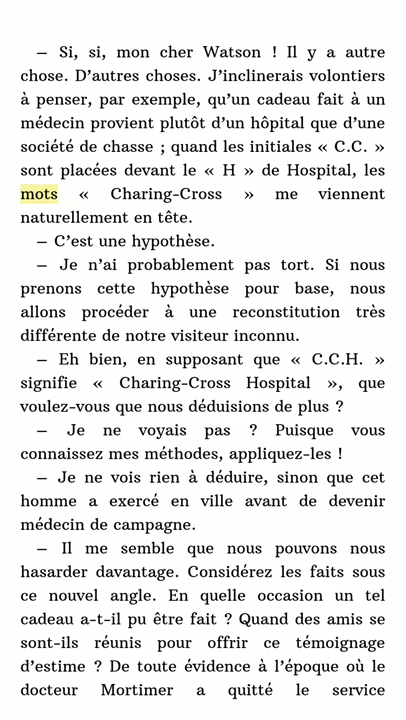 – Si, si, mon cher Watson ! Il y a autre
chose. D’autres choses. J’inclinerais volontiers
à penser, par exemple, qu’un cadeau fait à un
médecin provient plutôt d’un hôpital que d’une
société de chasse ; quand les initiales « C.C. »
sont placées devant le « H » de Hospital, les
mots « Charing-Cross » me viennent
naturellement en tête.
– C’est une hypothèse.
– Je n’ai probablement pas tort. Si nous
prenons cette hypothèse pour base, nous
allons procéder à une reconstitution très
différente de notre visiteur inconnu.
– Eh bien, en supposant que « C.C.H. »
signifie « Charing-Cross Hospital », que
voulez-vous que nous déduisions de plus ?
– Je ne voyais pas ? Puisque vous
connaissez mes méthodes, appliquez-les !
– Je ne vois rien à déduire, sinon que cet
homme a exercé en ville avant de devenir
médecin de campagne.
– Il me semble que nous pouvons nous
hasarder davantage. Considérez les faits sous
ce nouvel angle. En quelle occasion un tel
cadeau a-t-il pu être fait ? Quand des amis se
sont-ils réunis pour offrir ce témoignage
d’estime ? De toute évidence à l’époque où le
docteur Mortimer a quitté le service